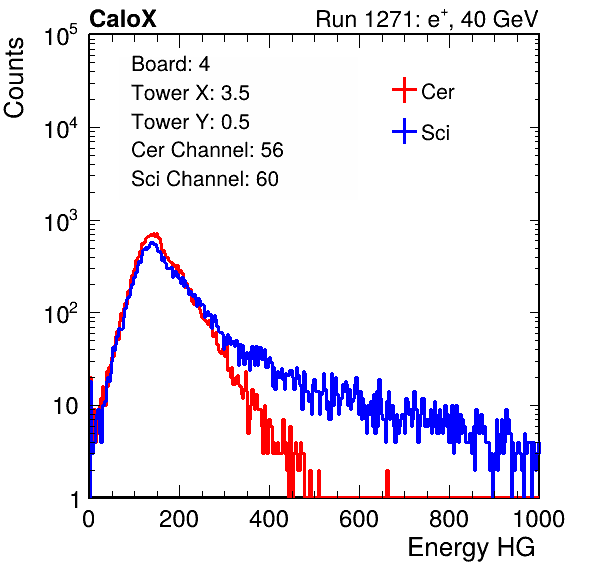 CaloX Run 1271: e⁺, 40 GeV
Counts
10⁵
10⁴
10³
10²
10
1
Board: 4
Tower X: 3.5
Tower Y: 0.5
Cer Channel: 56
Sci Channel: 60
Cer
Sci
0 200 400 600 800 1000
Energy HG